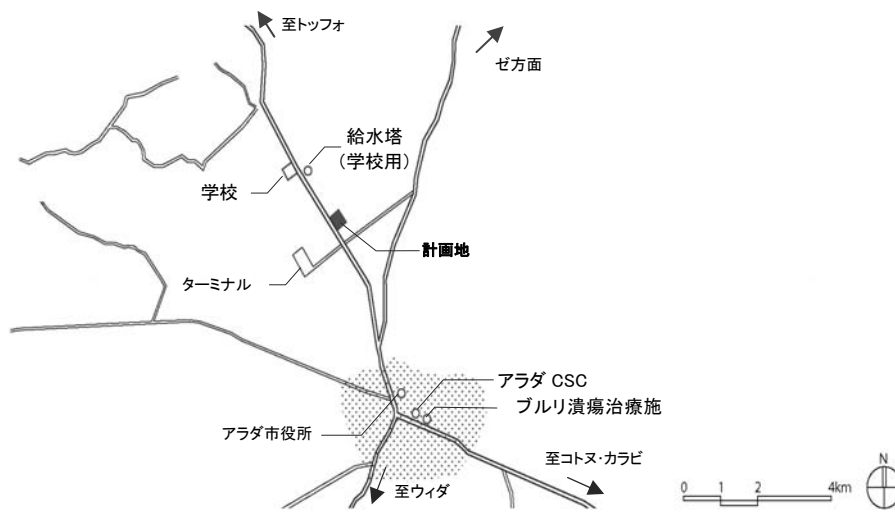 至トッフォ
ゼ方面
給水塔
（学校用）
学校
計画地
ターミナル
アラダ CSC
ブルリ潰瘍治療施
アラダ市役所
至コトヌ・カラビ
至ウィダ
0 1 2 4km
N